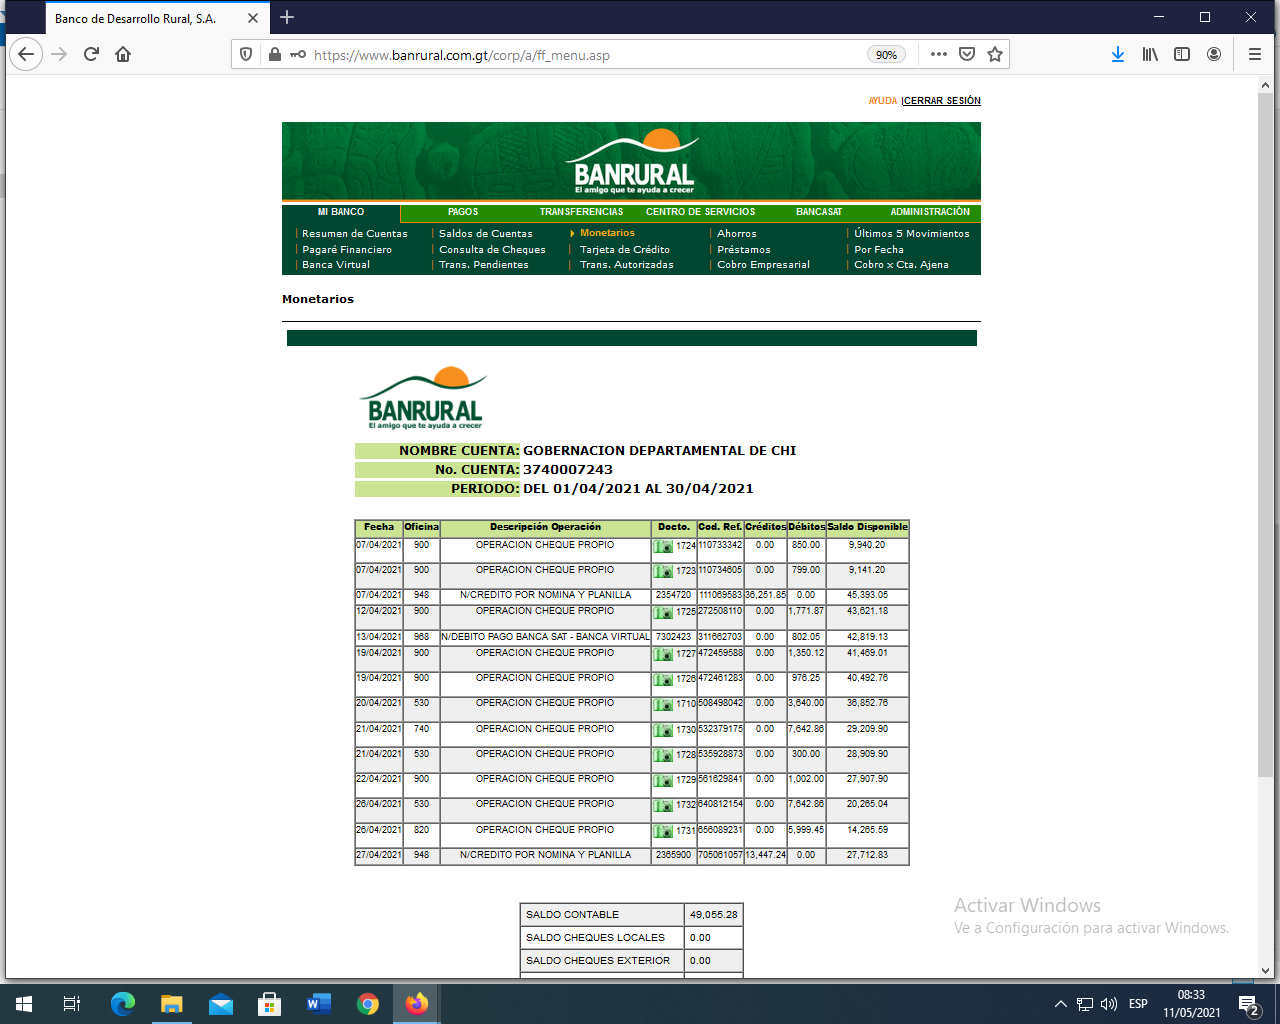 Banco de Desarrollo Rural, S.A.
https://www.banrural.com.gt/corp/a/ff_menu.asp 90%
AYUDA |CERRAR SESIÓN
BANRURAL
El amigo que te ayuda a crecer
MI BANCO PAGOS TRANSFERENCIAS CENTRO DE SERVICIOS BANCASAT ADMINISTRACIÓN
Resumen de Cuentas Saldos de Cuentas Monetarios Ahorros Últimos 5 Movimientos
Pagaré Financiero Consulta de Cheques Tarjeta de Crédito Préstamos Por Fecha
Banca Virtual Trans. Pendientes Trans. Autorizadas Cobro Empresarial Cobro x Cta. Ajena
Monetarios
BANRURAL
El amigo que te ayuda a crecer
NOMBRE CUENTA: GOBERNACION DEPARTAMENTAL DE CHI
No. CUENTA: 3740007243
PERIODO: DEL 01/04/2021 AL 30/04/2021
Fecha Oficina Descripción Operación Docto. Cod. Ref. Créditos Débitos Saldo Disponible
07/04/2021 900 OPERACION CHEQUE PROPIO 1724 110733342 0.00 850.00 9,940.20
07/04/2021 900 OPERACION CHEQUE PROPIO 1723 110734605 0.00 799.00 9,141.20
07/04/2021 948 N/CREDITO POR NOMINA Y PLANILLA 2354720 111069583 36,251.85 0.00 45,393.05
12/04/2021 900 OPERACION CHEQUE PROPIO 1725 272508110 0.00 1,771.87 43,621.18
13/04/2021 968 N/DEBITO PAGO BANCA SAT - BANCA VIRTUAL 7302423 311662703 0.00 802.05 42,819.13
19/04/2021 900 OPERACION CHEQUE PROPIO 1727 472459588 0.00 1,350.12 41,469.01
19/04/2021 900 OPERACION CHEQUE PROPIO 1726 472461283 0.00 976.25 40,492.76
20/04/2021 530 OPERACION CHEQUE PROPIO 1710 508498042 0.00 3,640.00 36,852.76
21/04/2021 740 OPERACION CHEQUE PROPIO 1730 532379175 0.00 7,642.86 29,209.90
21/04/2021 530 OPERACION CHEQUE PROPIO 1728 535928873 0.00 300.00 28,909.90
22/04/2021 900 OPERACION CHEQUE PROPIO 1729 561629841 0.00 1,002.00 27,907.90
26/04/2021 530 OPERACION CHEQUE PROPIO 1732 640812154 0.00 7,642.86 20,265.04
26/04/2021 820 OPERACION CHEQUE PROPIO 1731 656089231 0.00 5,999.45 14,265.59
27/04/2021 948 N/CREDITO POR NOMINA Y PLANILLA 2365900 705061057 13,447.24 0.00 27,712.83
SALDO CONTABLE 49,055.28
SALDO CHEQUES LOCALES 0.00
SALDO CHEQUES EXTERIOR 0.00
Activar Windows
Ve a Configuración para activar Windows.
ESP 08:33
11/05/2021 2